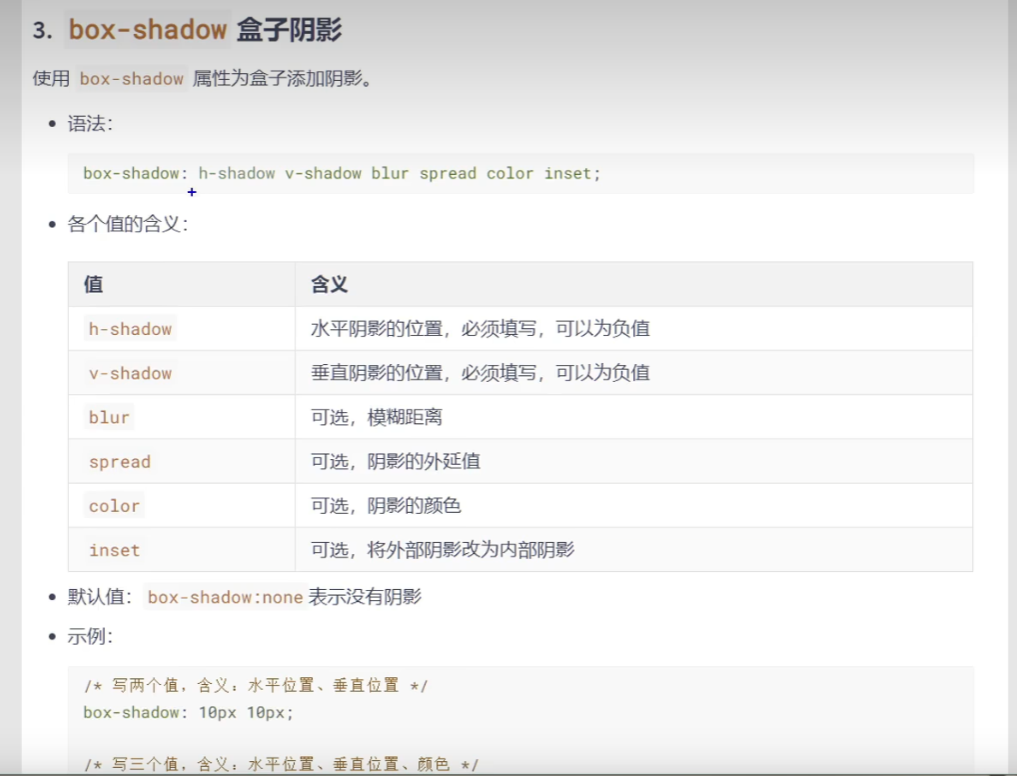 3. box-shadow 盒子阴影
使用 box-shadow 属性为盒子添加阴影。
• 语法：
box-shadow: h-shadow v-shadow blur spread color inset;
• 各个值的含义：
值 含义
h-shadow 水平阴影的位置，必须填写，可以为负值
v-shadow 垂直阴影的位置，必须填写，可以为负值
blur 可选，模糊距离
spread 可选，阴影的外延值
color 可选，阴影的颜色
inset 可选，将外部阴影改为内部阴影
• 默认值： box-shadow:none 表示没有阴影
• 示例：
/* 写两个值，含义：水平位置、垂直位置 */
box-shadow: 10px 10px;
/* 写三个值，含义：水平位置、垂直位置、颜色 */